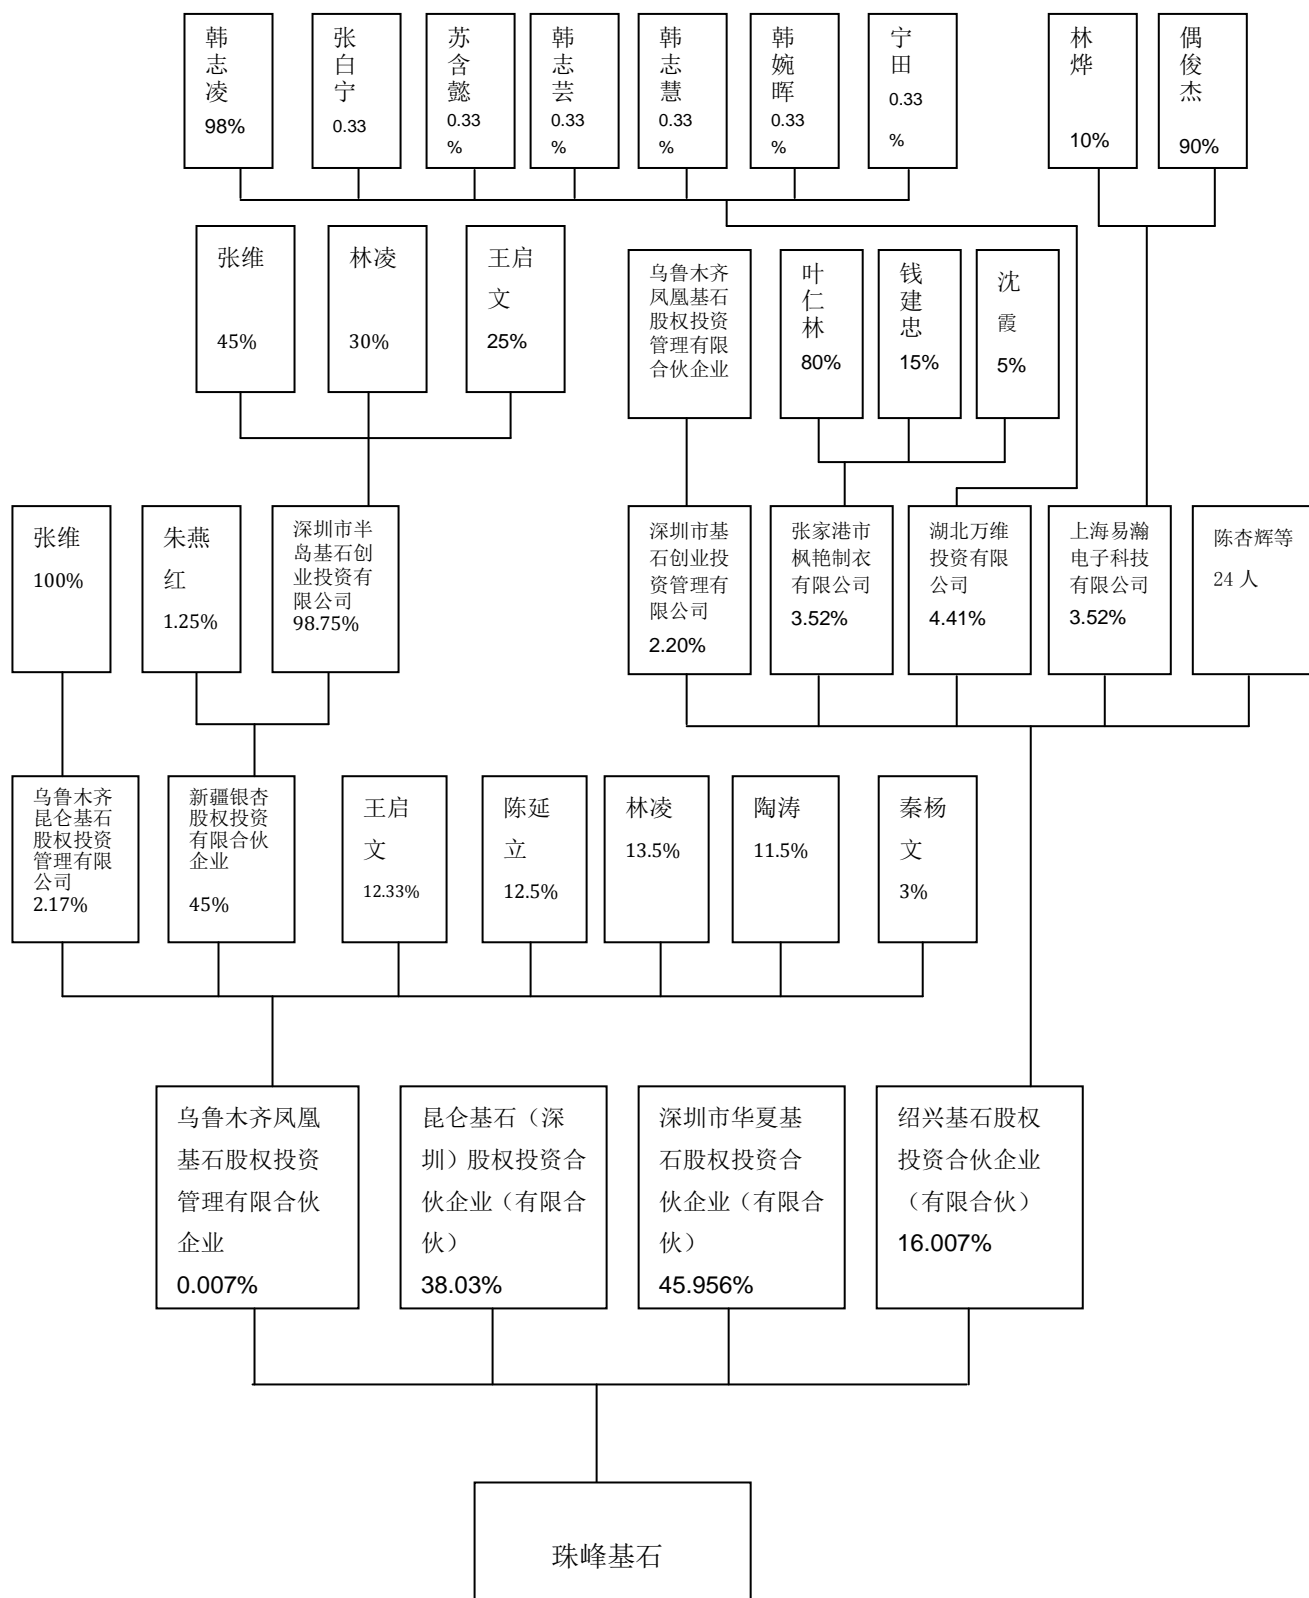 韩
志
凌
98%
张
白
宁
0.33
苏
含
懿
0.33
%
韩
志
芸
0.33
%
韩
志
慧
0.33
%
韩
婉
晖
0.33
%
宁
田
0.33
%
林
烨
10%
偶
俊
杰
90%
张维
45%
林凌
30%
王启
文
25%
乌鲁木齐
凤凰基石
股权投资
管理有限
合伙企业
叶
仁
林
80%
钱
建
忠
15%
沈
霞
5%
张维
100%
朱燕
红
1.25%
深圳市半
岛基石创
业投资有
限公司
98.75%
深圳市基
石创业投
资管理有
限公司
2.20%
张家港市
枫艳制衣
有限公司
3.52%
湖北万维
投资有限
公司
4.41%
上海易瀚
电子科技
有限公司
3.52%
陈杏辉等
24 人
乌鲁木齐
昆仑基石
股权投资
管理有限
公司
2.17%
新疆银杏
股权投资
有限合伙
企业
45%
王启
文
12.33%
陈延
立
12.5%
林凌
13.5%
陶涛
11.5%
秦杨
文
3%
乌鲁木齐凤凰
基石股权投资
管理有限合伙
企业
0.007%
昆仑基石（深
圳）股权投资合
伙企业（有限合
伙）
38.03%
深圳市华夏基
石股权投资合
伙企业（有限合
伙）
45.956%
绍兴基石股权
投资合伙企业
（有限合伙）
16.007%
珠峰基石